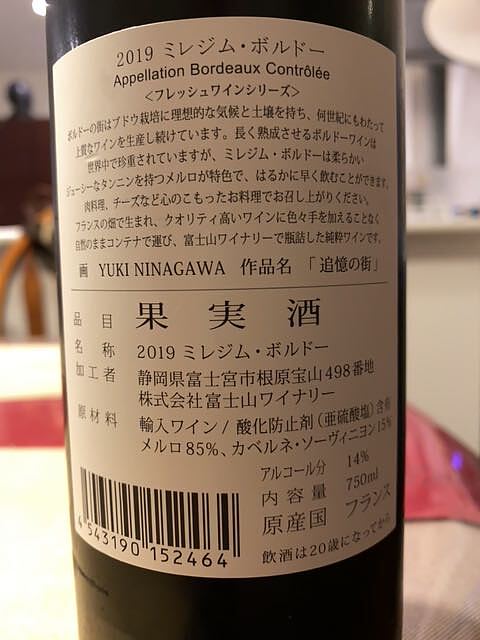 2019 ミレジム・ボルドー
Appellation Bordeaux Contrôlée
<フレッシュワインシリーズ>
ボルドーの街はブドウ栽培に理想的な気候と土壌を持ち、何世紀にもわたって
上質なワインを生産し続けています。長く熟成させるボルドーワインは
世界中で珍重されていますが、ミレジム・ボルドーは柔らかい
ジューシーなタンニンを持つメルロが特色で、はるかに早く飲むことができます。
肉料理、チーズなど心のこもったお料理でお召し上がりください。
フランスの畑で生まれ、クオリティ高いワインに色々手を加えることなく
自然のままコンテナで運び、富士山ワイナリーで瓶詰した純粋ワインです。
画 YUKI NINAGAWA 作品名 「追憶の街」
品目 果実酒
名称 2019 ミレジム・ボルドー
加工者 静岡県富士宮市根原宝山498番地
株式会社富士山ワイナリー
原材料 輸入ワイン / 酸化防止剤（亜硫酸塩）含有
メルロ85%、カベルネ・ソーヴィニヨン15%
アルコール分 14%
内容量 750ml
原産国 フランス
飲酒は20歳になってから
4 543190 152464